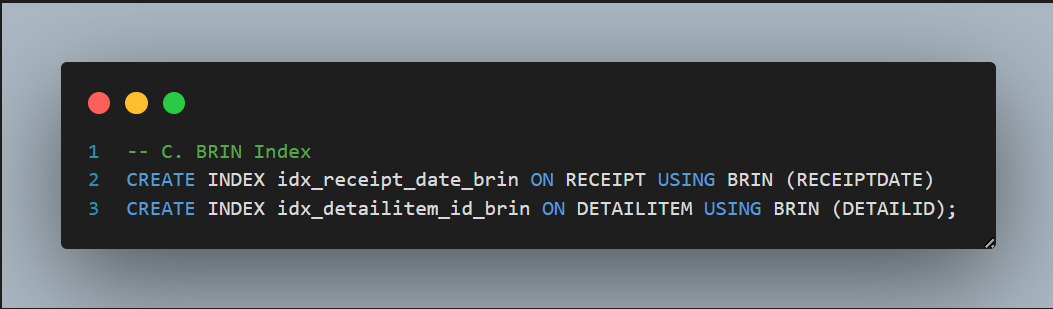 1 -- C. BRIN Index
2 CREATE INDEX idx_receipt_date_brin ON RECEIPT USING BRIN (RECEIPTDATE)
3 CREATE INDEX idx_detailitem_id_brin ON DETAILITEM USING BRIN (DETAILID);